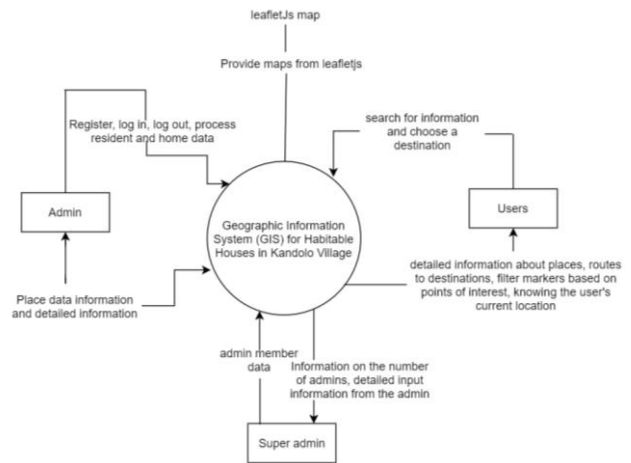 leafletJs map
Provide maps from leafletjs
Register, log in, log out, process
resident and home data
search for information
and choose a
destination
Admin
Users
Geographic Information
System (GIS) for Habitable
Houses in Kandolo Village
Place data information
and detailed information
detailed information about places, routes
to destinations, filter markers based on
points of interest, knowing the user's
current location
admin member
data
Information on the number
of admins, detailed input
information from the admin
Super admin